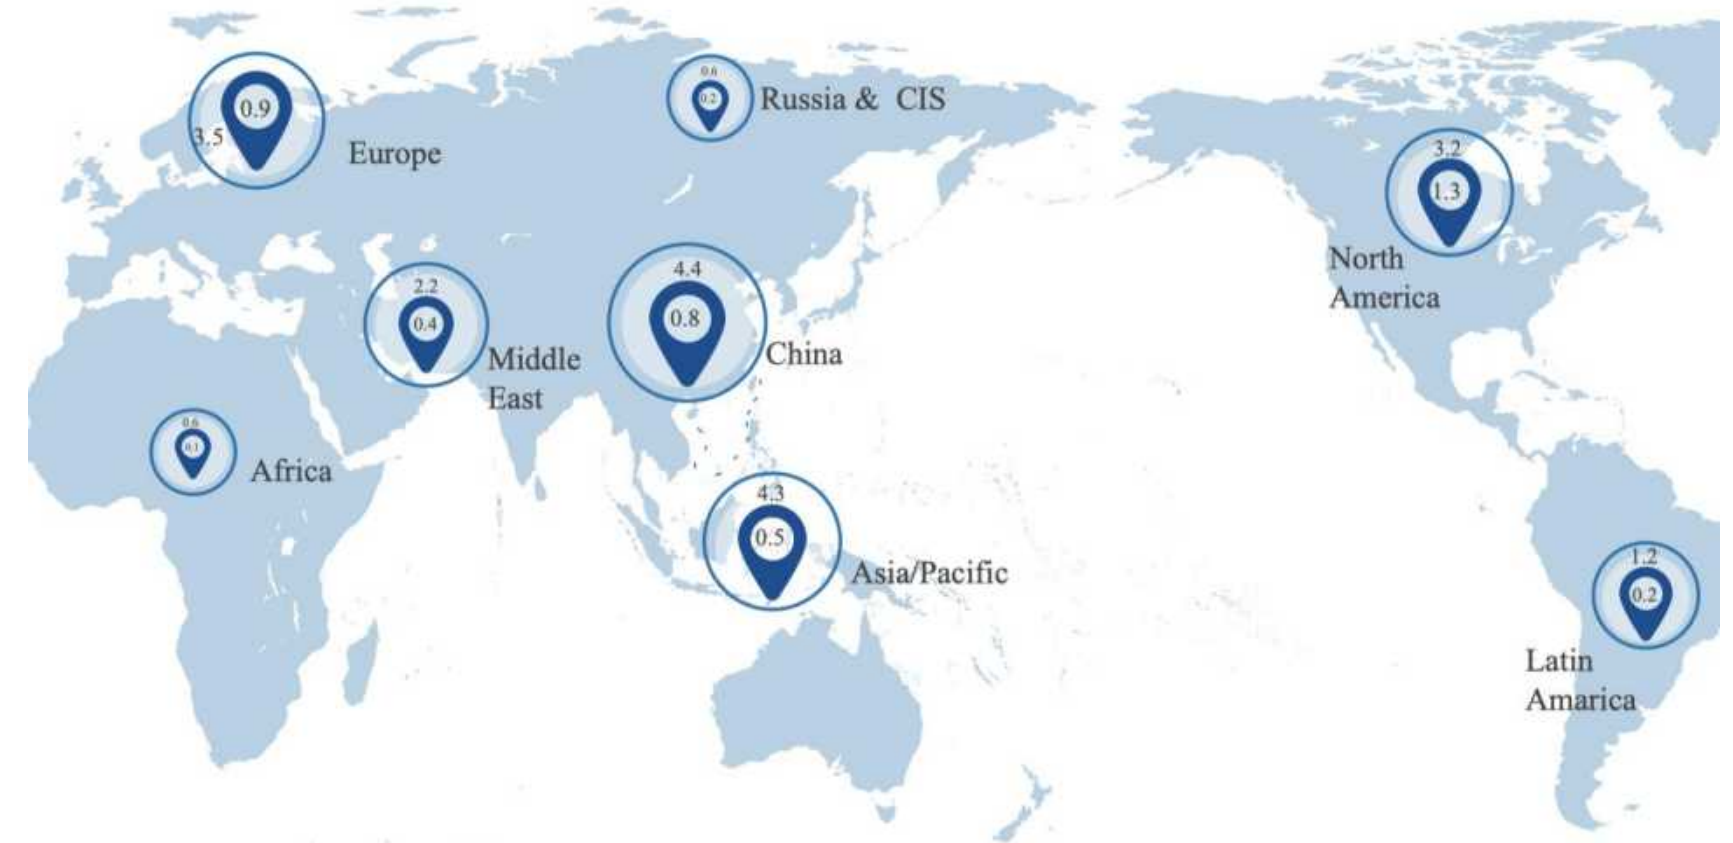 0.9
3.5
Europe
0.6
0.2
Russia & CIS
3.2
1.3
North
America
2.2
0.4
Middle
East
4.4
0.8
China
0.6
0.1
Africa
4.3
0.5
Asia/Pacific
1.2
0.2
Latin
Amarica